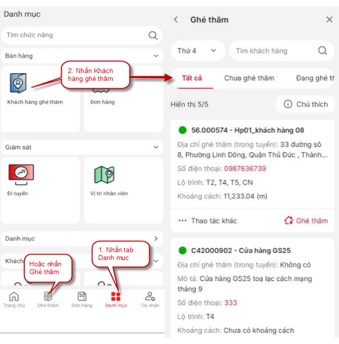 Danh mục
Tìm chức năng
Bán hàng
2. Nhấn Khách hàng ghé thăm
Khách hàng ghé thăm
Đơn hàng
Giám sát
Đi tuyến
Vị trí nhân viên
Danh mục
1. Nhấn tab Danh mục
Khách
Hoặc nhấn Ghé thăm
Trang chủ
Ghé thăm
Đơn hàng
Danh mục
Cá nhân
Ghé thăm
Thứ 4
Tìm khách hàng
Tất cả
Chưa ghé thăm
Đang ghé th
Hiển thị 5/5
Chú thích
56.000574 - Hp01_khách hàng 08
Địa chỉ ghé thăm (trong tuyến): 33 đường số
8, Phường Linh Đông, Quận Thủ Đức , Thành...
Số điện thoại: 0987636739
Lộ trình: T2, T4, T5, CN
Khoảng cách: 11,233.04 (m)
Thao tác khác
Ghé thăm
C42000902 - Cửa hàng GS25
Địa chỉ ghé thăm (trong tuyến): Không có
Mô tả: Cửa hàng GS25 toạ lạc cách mạng
tháng 9
Số điện thoại: 333
Lộ trình: T4
Khoảng cách: Chưa có khoảng cách